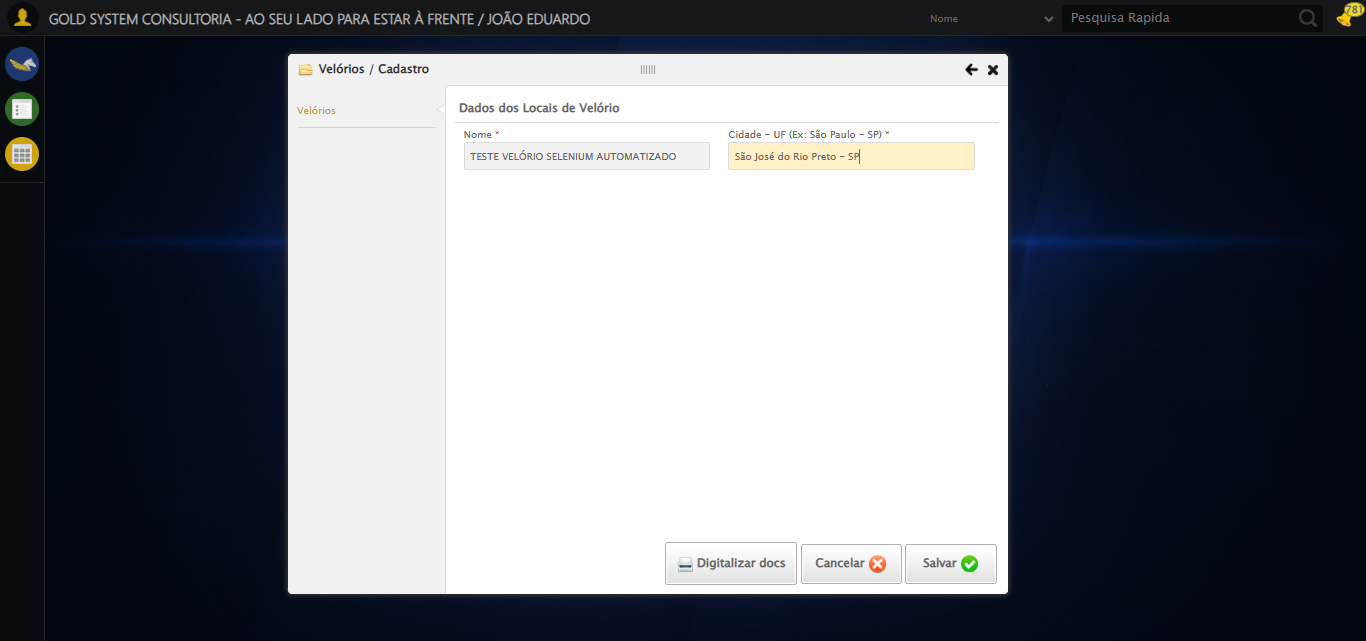 GOLD SYSTEM CONSULTORIA - AO SEU LADO PARA ESTAR À FRENTE / JOÃO EDUARDO
Nome
Pesquisa Rapida
781
Velórios / Cadastro
Velórios
Dados dos Locais de Velório
Nome *
Cidade - UF (Ex: São Paulo - SP) *
TESTE VELÓRIO SELENIUM AUTOMATIZADO
São José do Rio Preto - SP
Digitalizar docs
Cancelar
Salvar